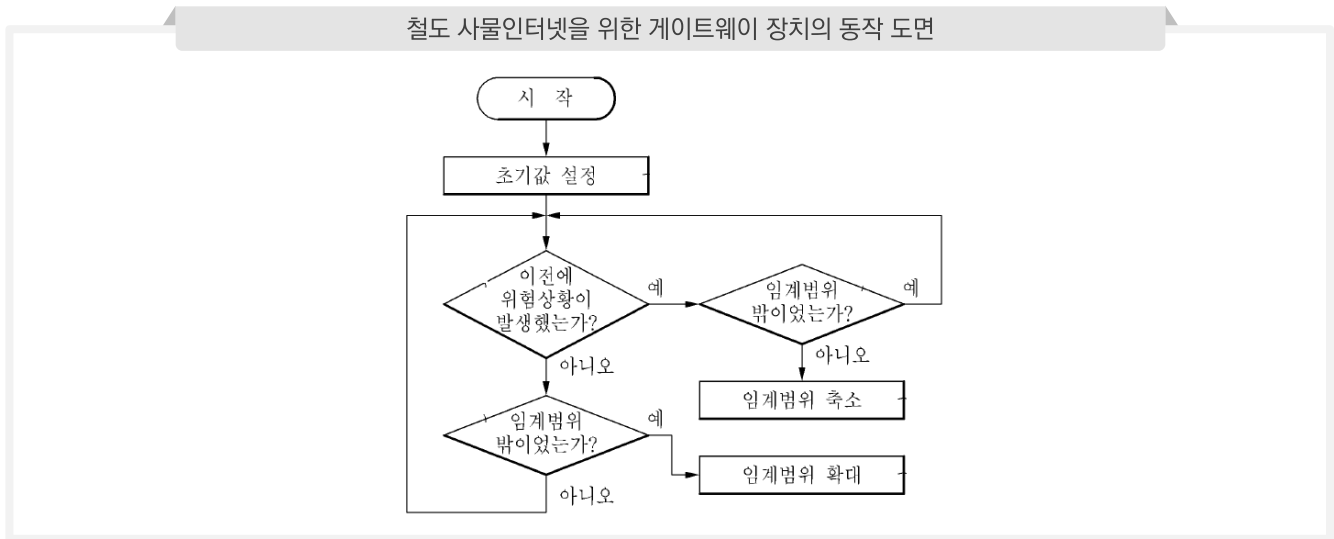 철도 사물인터넷을 위한 게이트웨이 장치의 동작 도면
시 작
초기값 설정
이전에
위험상황이
발생했는가?
예
임계범위
밖이었는가?
예
아니오
아니오
임계범위 축소
임계범위
밖이었는가?
예
임계범위 확대
아니오